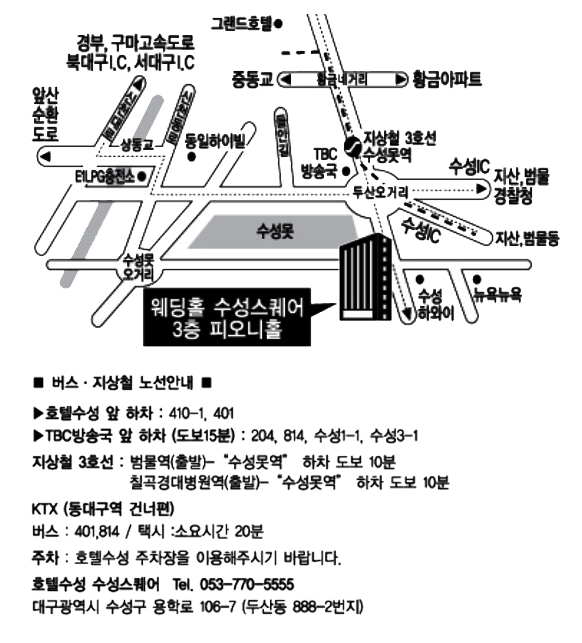 그랜드호텔
경부, 구마고속도로
북대구I.C, 서대구I.C
중동교
황금네거리
황금아파트
앞산
순환
도로
상동교
동일하이빌
들안길
TBC
방송국
지상철 3호선
수성못역
E1LPG충전소
두산오거리
수성IC
지산,범물
경찰청
수성못
수성IC
지산,범물동
수성못
오거리
수성
하와이
뉴욕뉴욕
웨딩홀 수성스퀘어
3층 피오니홀
■ 버스 · 지상철 노선안내 ■
▶호텔수성 앞 하차 : 410-1, 401
▶TBC방송국 앞 하차 (도보15분) : 204, 814, 수성1-1, 수성3-1
지상철 3호선 : 범물역(출발)- “수성못역” 하차 도보 10분
칠곡경대병원역(출발)- “수성못역” 하차 도보 10분
KTX (동대구역 건너편)
버스 : 401,814 / 택시 :소요시간 20분
주차 : 호텔수성 주차장을 이용해주시기 바랍니다.
호텔수성 수성스퀘어 Tel. 053-770-5555
대구광역시 수성구 용학로 106-7 (두산동 888-2번지)